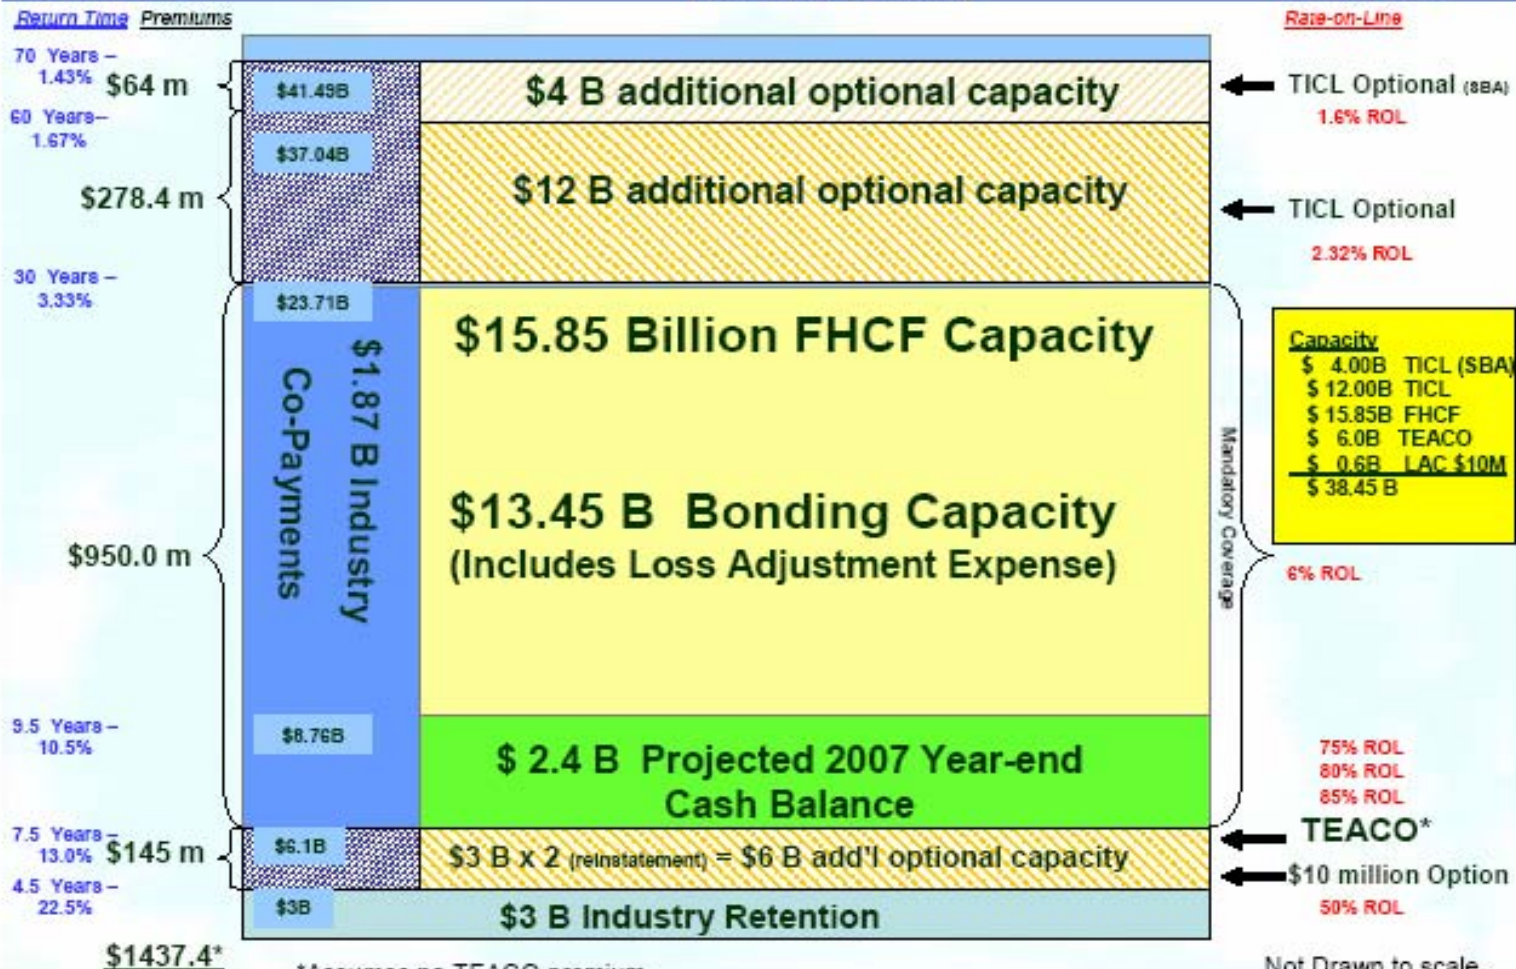 Return Time Premiums
Rate-on-Line
70 Years –
1.43%
$64 m
$41.49B
$4 B additional optional capacity
TICL Optional (SBA)
1.6% ROL
60 Years–
1.67%
$37.04B
$278.4 m
$12 B additional optional capacity
TICL Optional
2.32% ROL
30 Years –
3.33%
$23.71B
$15.85 Billion FHCF Capacity
$1.87 B Industry
Co-Payments
$950.0 m
$13.45 B Bonding Capacity
(Includes Loss Adjustment Expense)
Mandatory Coverage
Capacity
$ 4.00B TICL (SBA)
$ 12.00B TICL
$ 15.85B FHCF
$ 6.0B TEACO
$ 0.6B LAC $10M
$ 38.45 B
6% ROL
9.5 Years –
10.5%
$8.76B
$ 2.4 B Projected 2007 Year-end
Cash Balance
75% ROL
80% ROL
85% ROL
7.5 Years –
13.0%
$145 m
$6.1B
$3 B x 2 (reinstatement) = $6 B add'l optional capacity
TEACO*
$10 million Option
50% ROL
4.5 Years –
22.5%
$3B
$3 B Industry Retention
$1437.4*
*Assumes no TEACO premium
Not Drawn to scale